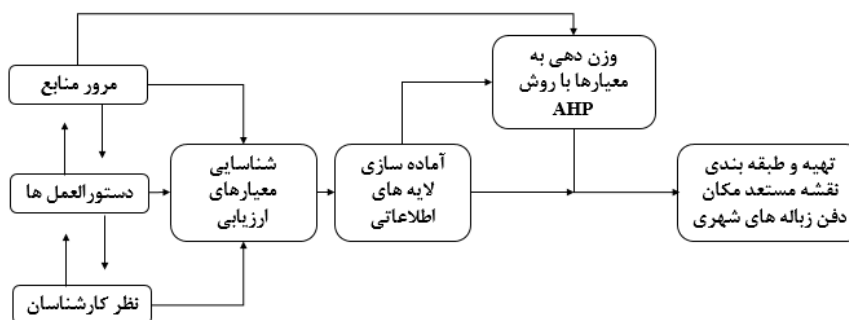 مرور منابع
دستورالعمل ها
نظر کارشناسان
شناسایی
معیارهای
ارزیابی
آماده سازی
لایه های
اطلاعاتی
وزن دهی به
معیارها با روش
AHP
تهیه و طبقه بندی
نقشه مستعد مکان
دفن زباله های شهری